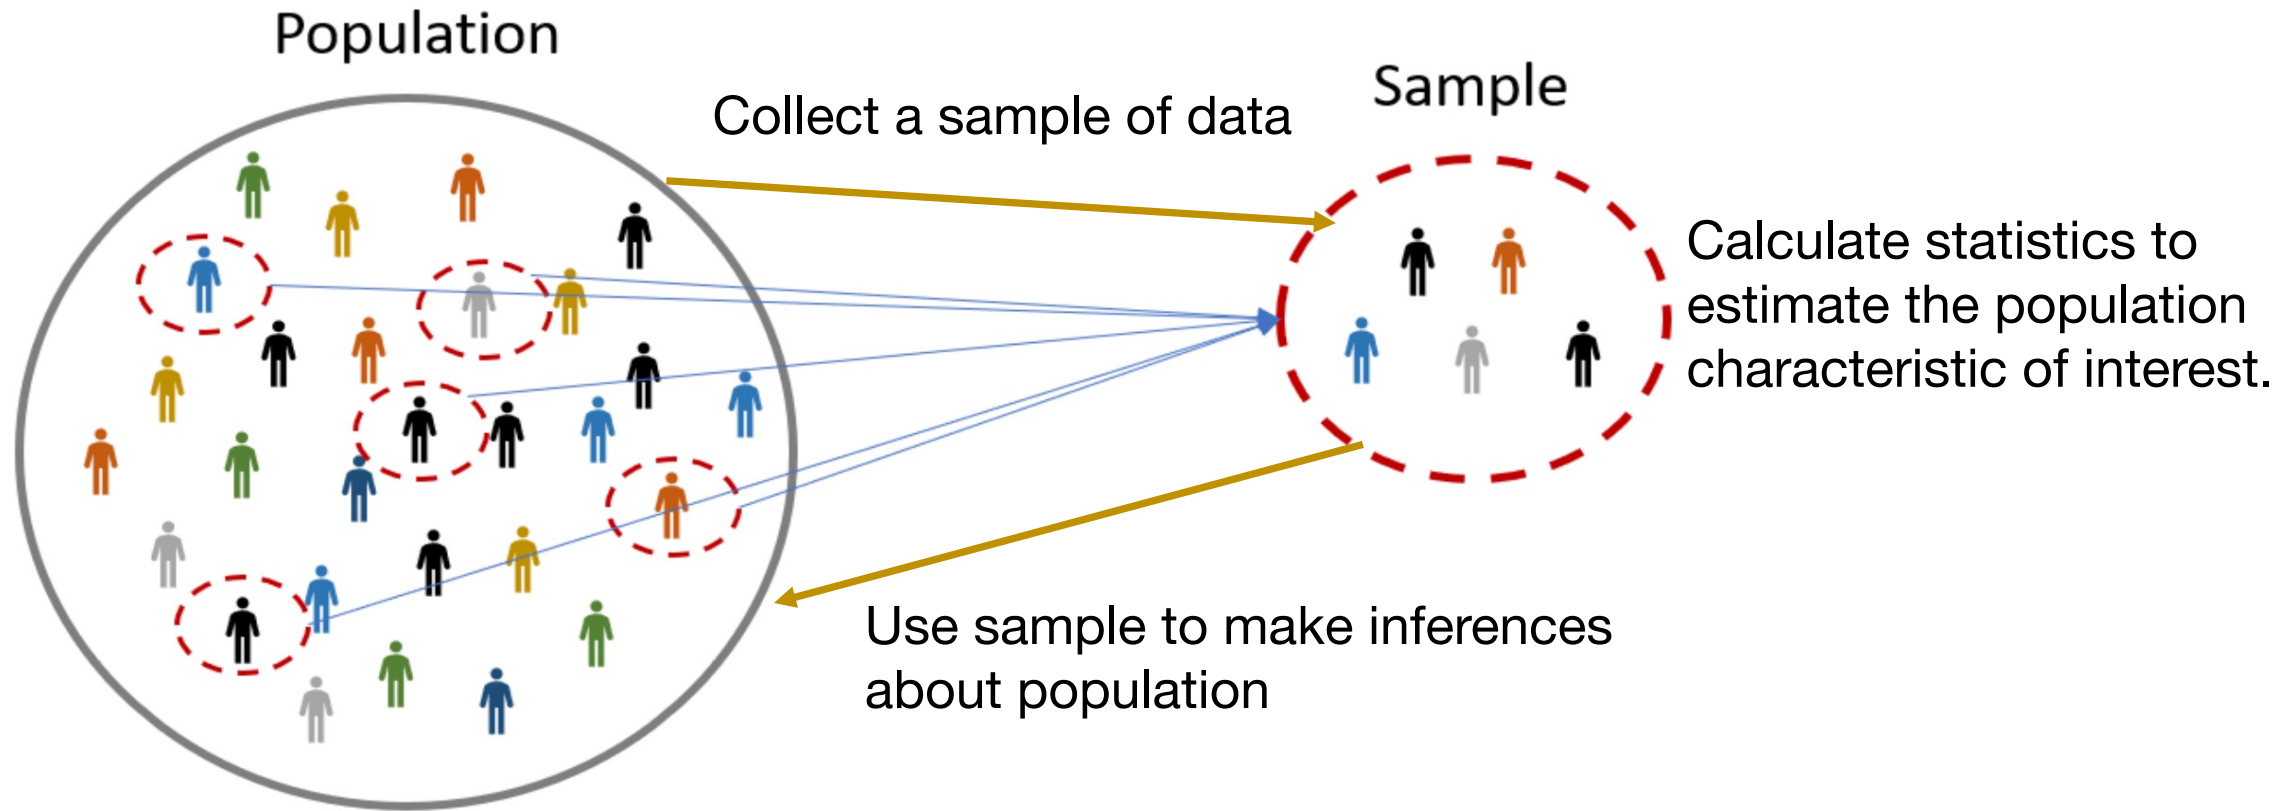 Population
Collect a sample of data
Sample
Calculate statistics to
estimate the population
characteristic of interest.
Use sample to make inferences
about population